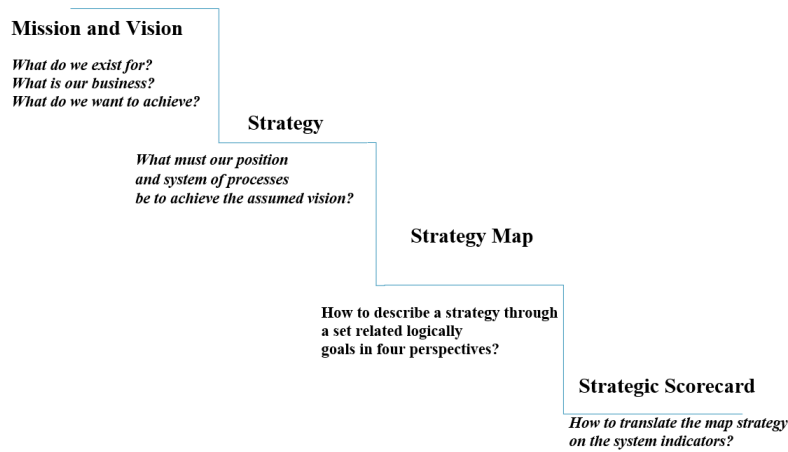 Mission and Vision
What do we exist for?
What is our business?
What do we want to achieve?
Strategy
What must our position
and system of processes
be to achieve the assumed vision?
Strategy Map
How to describe a strategy through
a set related logically
goals in four perspectives?
Strategic Scorecard
How to translate the map strategy
on the system indicators?